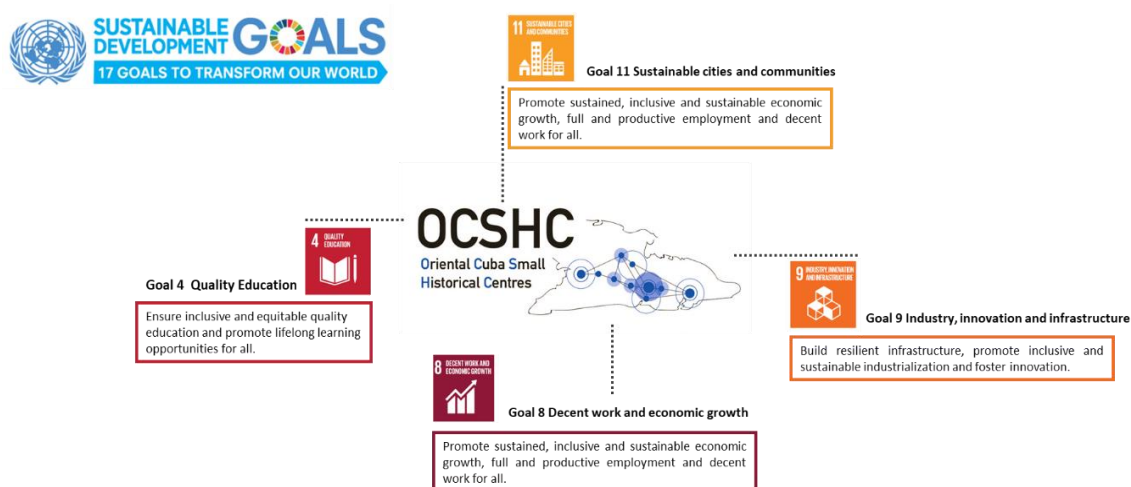 SUSTAINABLE
DEVELOPMENT
GOALS
17 GOALS TO TRANSFORM OUR WORLD
11 SUSTAINABLE CITIES
AND COMMUNITIES
Goal 11 Sustainable cities and communities
Promote sustained, inclusive and sustainable economic
growth, full and productive employment and decent
work for all.
OCSHC
Oriental Cuba Small
Historical Centres
4 QUALITY
EDUCATION
Goal 4 Quality Education
Ensure inclusive and equitable quality
education and promote lifelong learning
opportunities for all.
9 INDUSTRY, INNOVATION
AND INFRASTRUCTURE
Goal 9 Industry, innovation and infrastructure
Build resilient infrastructure, promote inclusive and
sustainable industrialization and foster innovation.
8 DECENT WORK AND
ECONOMIC GROWTH
Goal 8 Decent work and economic growth
Promote sustained, inclusive and sustainable economic
growth, full and productive employment and decent
work for all.